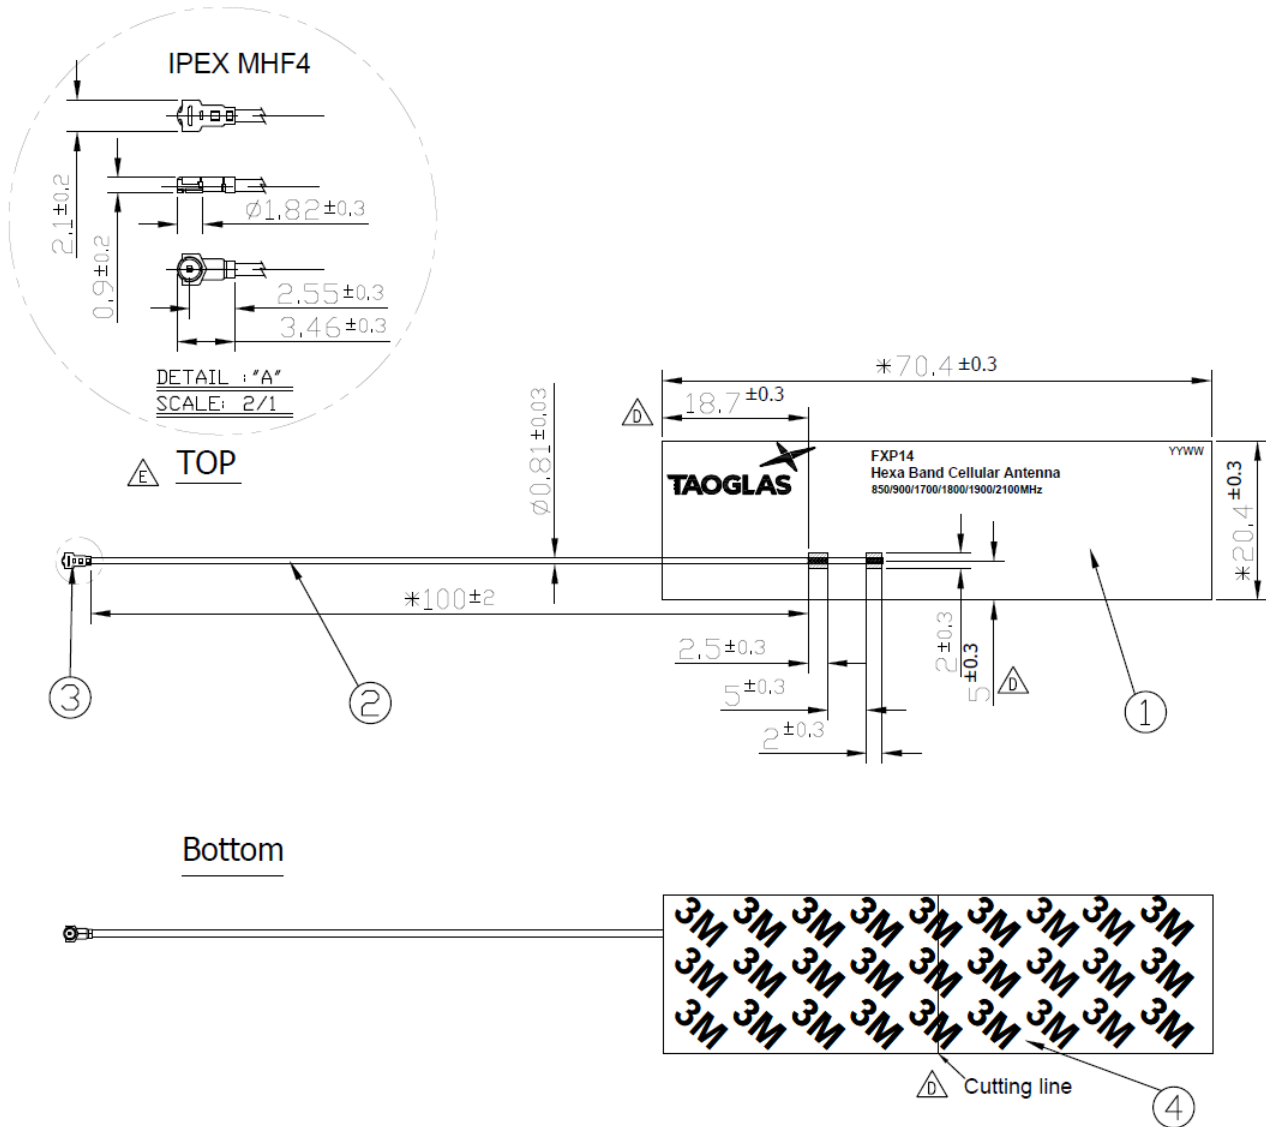 IPEX MHF4
2.1±0.2
0.9±0.2
Ø1.82±0.3
2.55±0.3
3.46±0.3
DETAIL :"A"
SCALE: 2/1
E TOP
Ø0.81±0.03
*70.4 ±0.3
18.7 ±0.3
D
TAOGLAS
FXP14
Hexa Band Cellular Antenna
850/900/1700/1800/1900/2100MHz
YYWW
*20.4 ±0.3
*100±2
2.5±0.3
5±0.3
2±0.3
2±0.3
5±0.3
D
3
2
1
Bottom
3M 3M 3M 3M 3M 3M 3M 3M 3M
3M 3M 3M 3M 3M 3M 3M 3M 3M
3M 3M 3M 3M 3M 3M 3M 3M 3M
D Cutting line
4